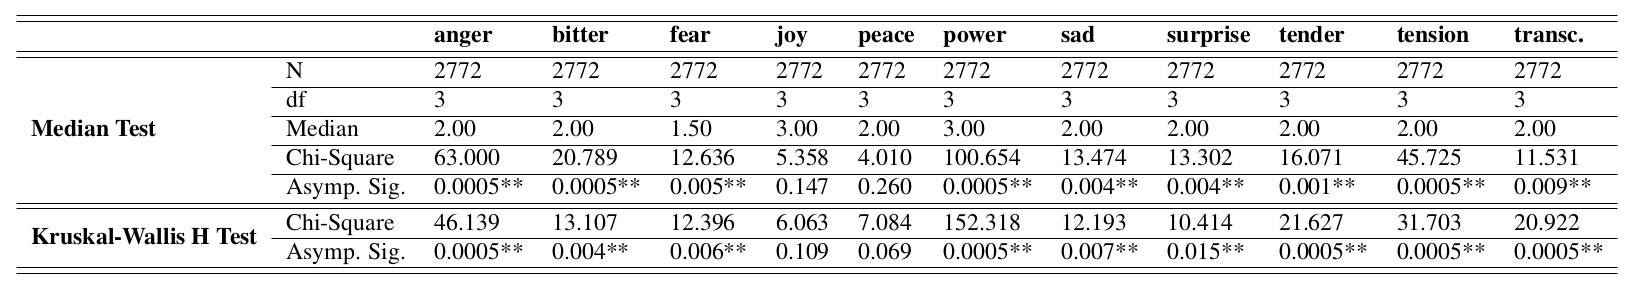 anger bitter fear joy peace power sad surprise tender tension transc.
N 2772 2772 2772 2772 2772 2772 2772 2772 2772 2772 2772
df 3 3 3 3 3 3 3 3 3 3 3
Median Test Median 2.00 2.00 1.50 3.00 2.00 3.00 2.00 2.00 2.00 2.00 2.00
Chi-Square 63.000 20.789 12.636 5.358 4.010 100.654 13.474 13.302 16.071 45.725 11.531
Asymp. Sig. 0.0005** 0.0005** 0.005** 0.147 0.260 0.0005** 0.004** 0.004** 0.001** 0.0005** 0.009**
Kruskal-Wallis H Test Chi-Square 46.139 13.107 12.396 6.063 7.084 152.318 12.193 10.414 21.627 31.703 20.922
Asymp. Sig. 0.0005** 0.004** 0.006** 0.109 0.069 0.0005** 0.007** 0.015** 0.0005** 0.0005** 0.0005**